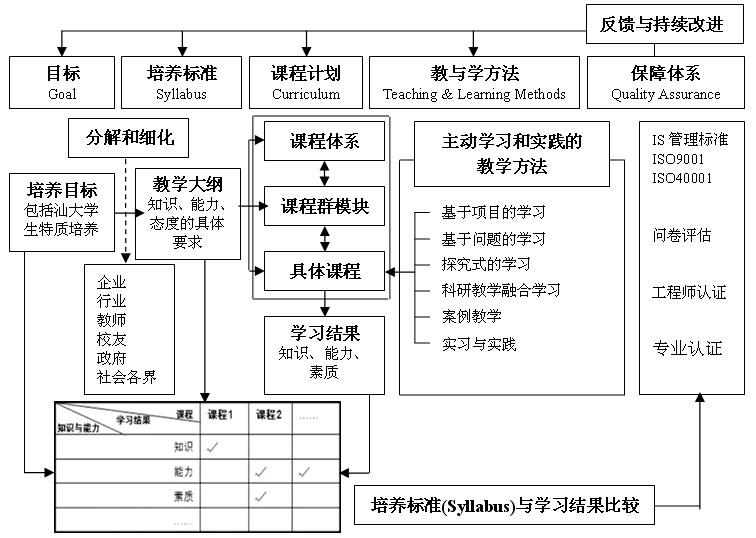 反馈与持续改进
目标
Goal
培养标准
Syllabus
课程计划
Curriculum
教与学方法
Teaching & Learning Methods
保障体系
Quality Assurance
分解和细化
培养目标
包括汕大学
生特质培养
教学大纲
知识、能力、
态度的具体
要求
企业
行业
教师
校友
政府
社会各界
课程体系
课程群模块
具体课程
学习结果
知识、能力、
素质
主动学习和实践的
教学方法
基于项目的学习
基于问题的学习
探究式的学习
科研教学融合学习
案例教学
实习与实践
IS管理标准
ISO9001
ISO40001
问卷评估
工程师认证
专业认证
学习结果 课程 课程1 课程2 ……
知识与能力
知识 ✓
能力 ✓ ✓
素质 ✓
……
培养标准(Syllabus)与学习结果比较